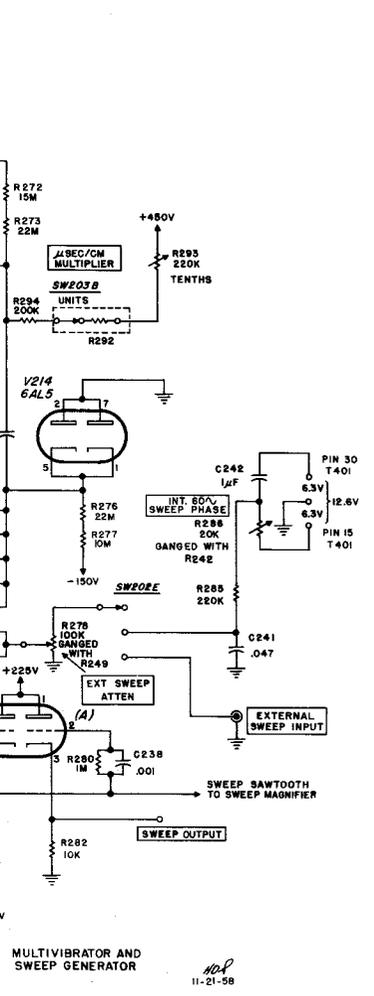 R272
15M
R273
22M
+450V
µSEC/CM
MULTIPLIER
R293
220K
TENTHS
SW203B
R294
200K
UNITS
R292
V214
6AL5
2
7
5
1
C242
1µF
PIN 30
T401
6.3V
12.6V
6.3V
PIN 15
T401
INT. 60∿
SWEEP PHASE
R286
20K
GANGED WITH
R242
R276
22M
R277
10M
-150V
SW202E
R285
220K
R278
100K
GANGED
WITH
R249
C241
.047
+225V
EXT SWEEP
ATTEN
1
(A)
2
EXTERNAL
SWEEP INPUT
3
R280
1M
C238
.001
SWEEP SAWTOOTH
TO SWEEP MAGNIFIER
SWEEP OUTPUT
R282
10K
V
MULTIVIBRATOR AND
SWEEP GENERATOR
11-21-58